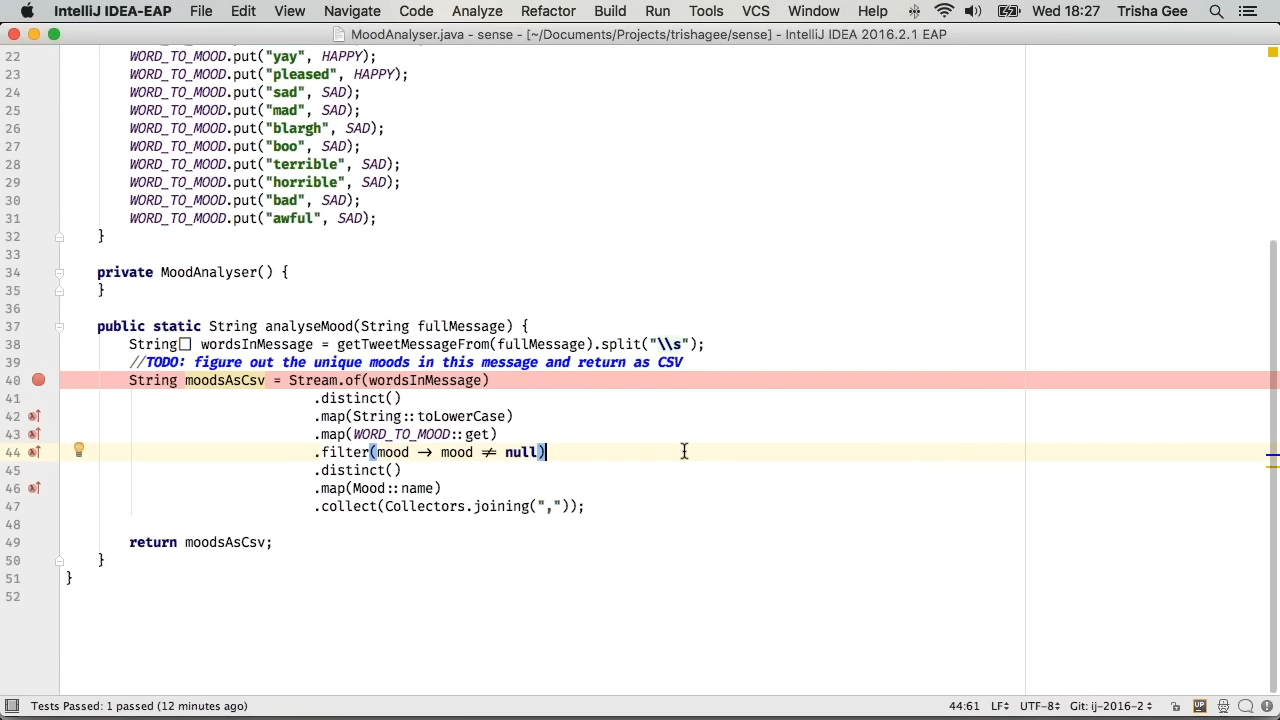 IntelliJ IDEA-EAP File Edit View Navigate Code Analyze Refactor Build Run Tools VCS Window Help Wed 18:27 Trisha Gee
MoodAnalyser.java - sense - [~/Documents/Projects/trishagee/sense] - IntelliJ IDEA 2016.2.1 EAP
22 WORD_TO_MOOD.put("yay", HAPPY);
23 WORD_TO_MOOD.put("pleased", HAPPY);
24 WORD_TO_MOOD.put("sad", SAD);
25 WORD_TO_MOOD.put("mad", SAD);
26 WORD_TO_MOOD.put("blargh", SAD);
27 WORD_TO_MOOD.put("boo", SAD);
28 WORD_TO_MOOD.put("terrible", SAD);
29 WORD_TO_MOOD.put("horrible", SAD);
30 WORD_TO_MOOD.put("bad", SAD);
31 WORD_TO_MOOD.put("awful", SAD);
32 }
33
34 private MoodAnalyser() {
35 }
36
37 public static String analyseMood(String fullMessage) {
38 String[] wordsInMessage = getTweetMessageFrom(fullMessage).split("\\s");
39 //TODO: figure out the unique moods in this message and return as CSV
40 String moodsAsCsv = Stream.of(wordsInMessage)
41 .distinct()
42 .map(String::toLowerCase)
43 .map(WORD_TO_MOOD::get)
44 .filter(mood → mood ≠ null)
45 .distinct()
46 .map(Mood::name)
47 .collect(Collectors.joining(","));
48
49 return moodsAsCsv;
50 }
51 }
52
Tests Passed: 1 passed (12 minutes ago) 44:61 LF UTF-8 Git: ij-2016-2 UP